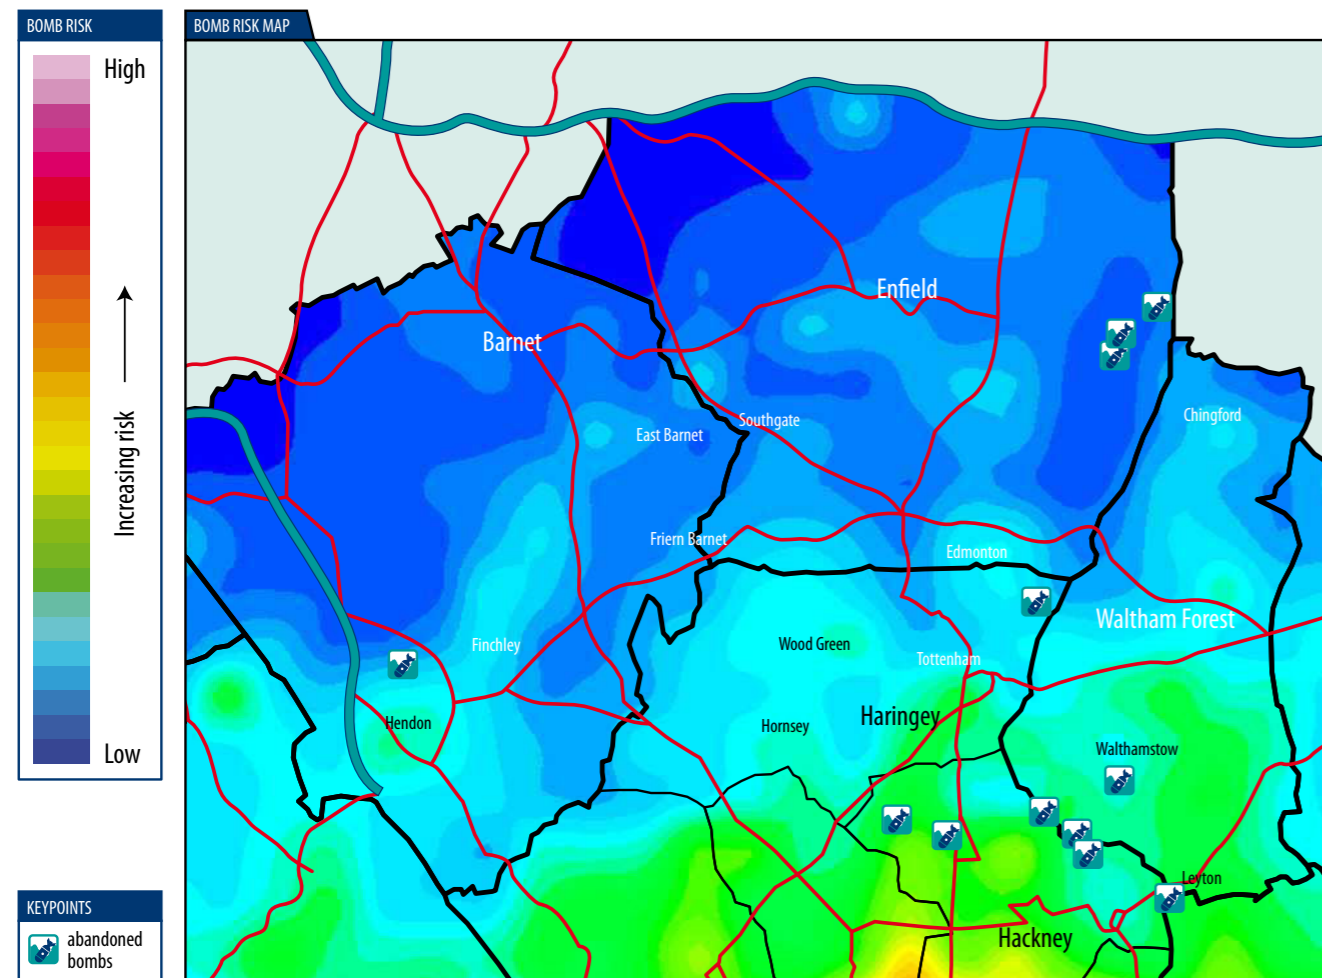 BOMB RISK
High
Increasing risk
Low
KEYPOINTS
abandoned
bombs
BOMB RISK MAP
Enfield
Barnet
Chingford
Southgate
East Barnet
Friern Barnet
Edmonton
Waltham Forest
Finchley
Wood Green
Tottenham
Hendon
Hornsey
Haringey
Walthamstow
Leyton
Hackney